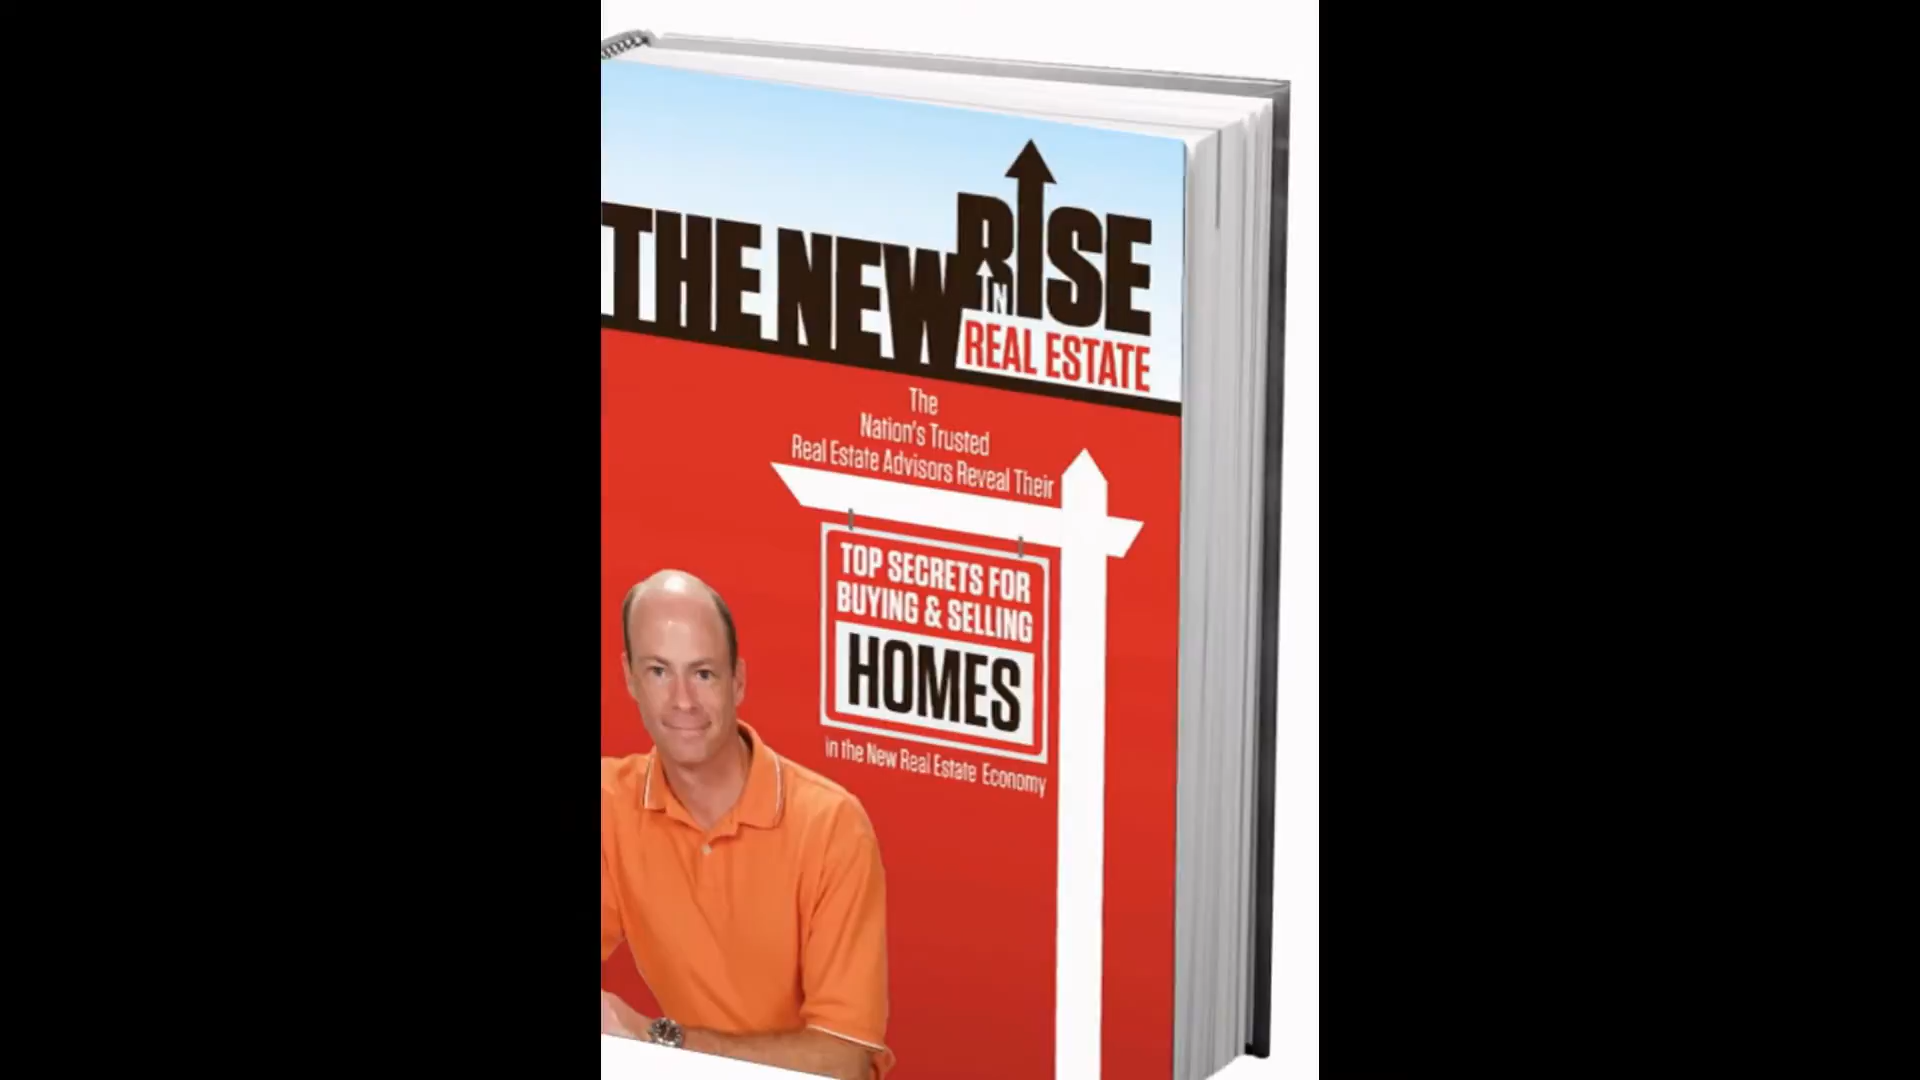 THE NEW RISE
IN
REAL ESTATE
The
Nation's Trusted
Real Estate Advisors Reveal Their
TOP SECRETS FOR
BUYING & SELLING
HOMES
in the New Real Estate Economy